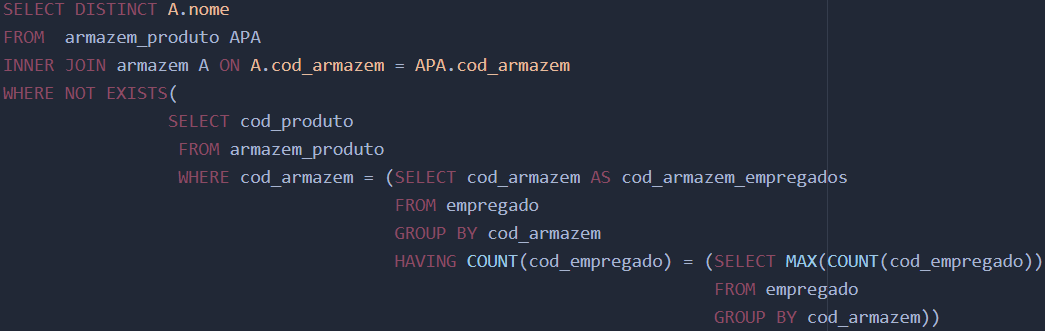 SELECT DISTINCT A.nome
FROM armazem_produto APA
INNER JOIN armazem A ON A.cod_armazem = APA.cod_armazem
WHERE NOT EXISTS(
SELECT cod_produto
FROM armazem_produto
WHERE cod_armazem = (SELECT cod_armazem AS cod_armazem_empregados
FROM empregado
GROUP BY cod_armazem
HAVING COUNT(cod_empregado) = (SELECT MAX(COUNT(cod_empregado))
FROM empregado
GROUP BY cod_armazem))